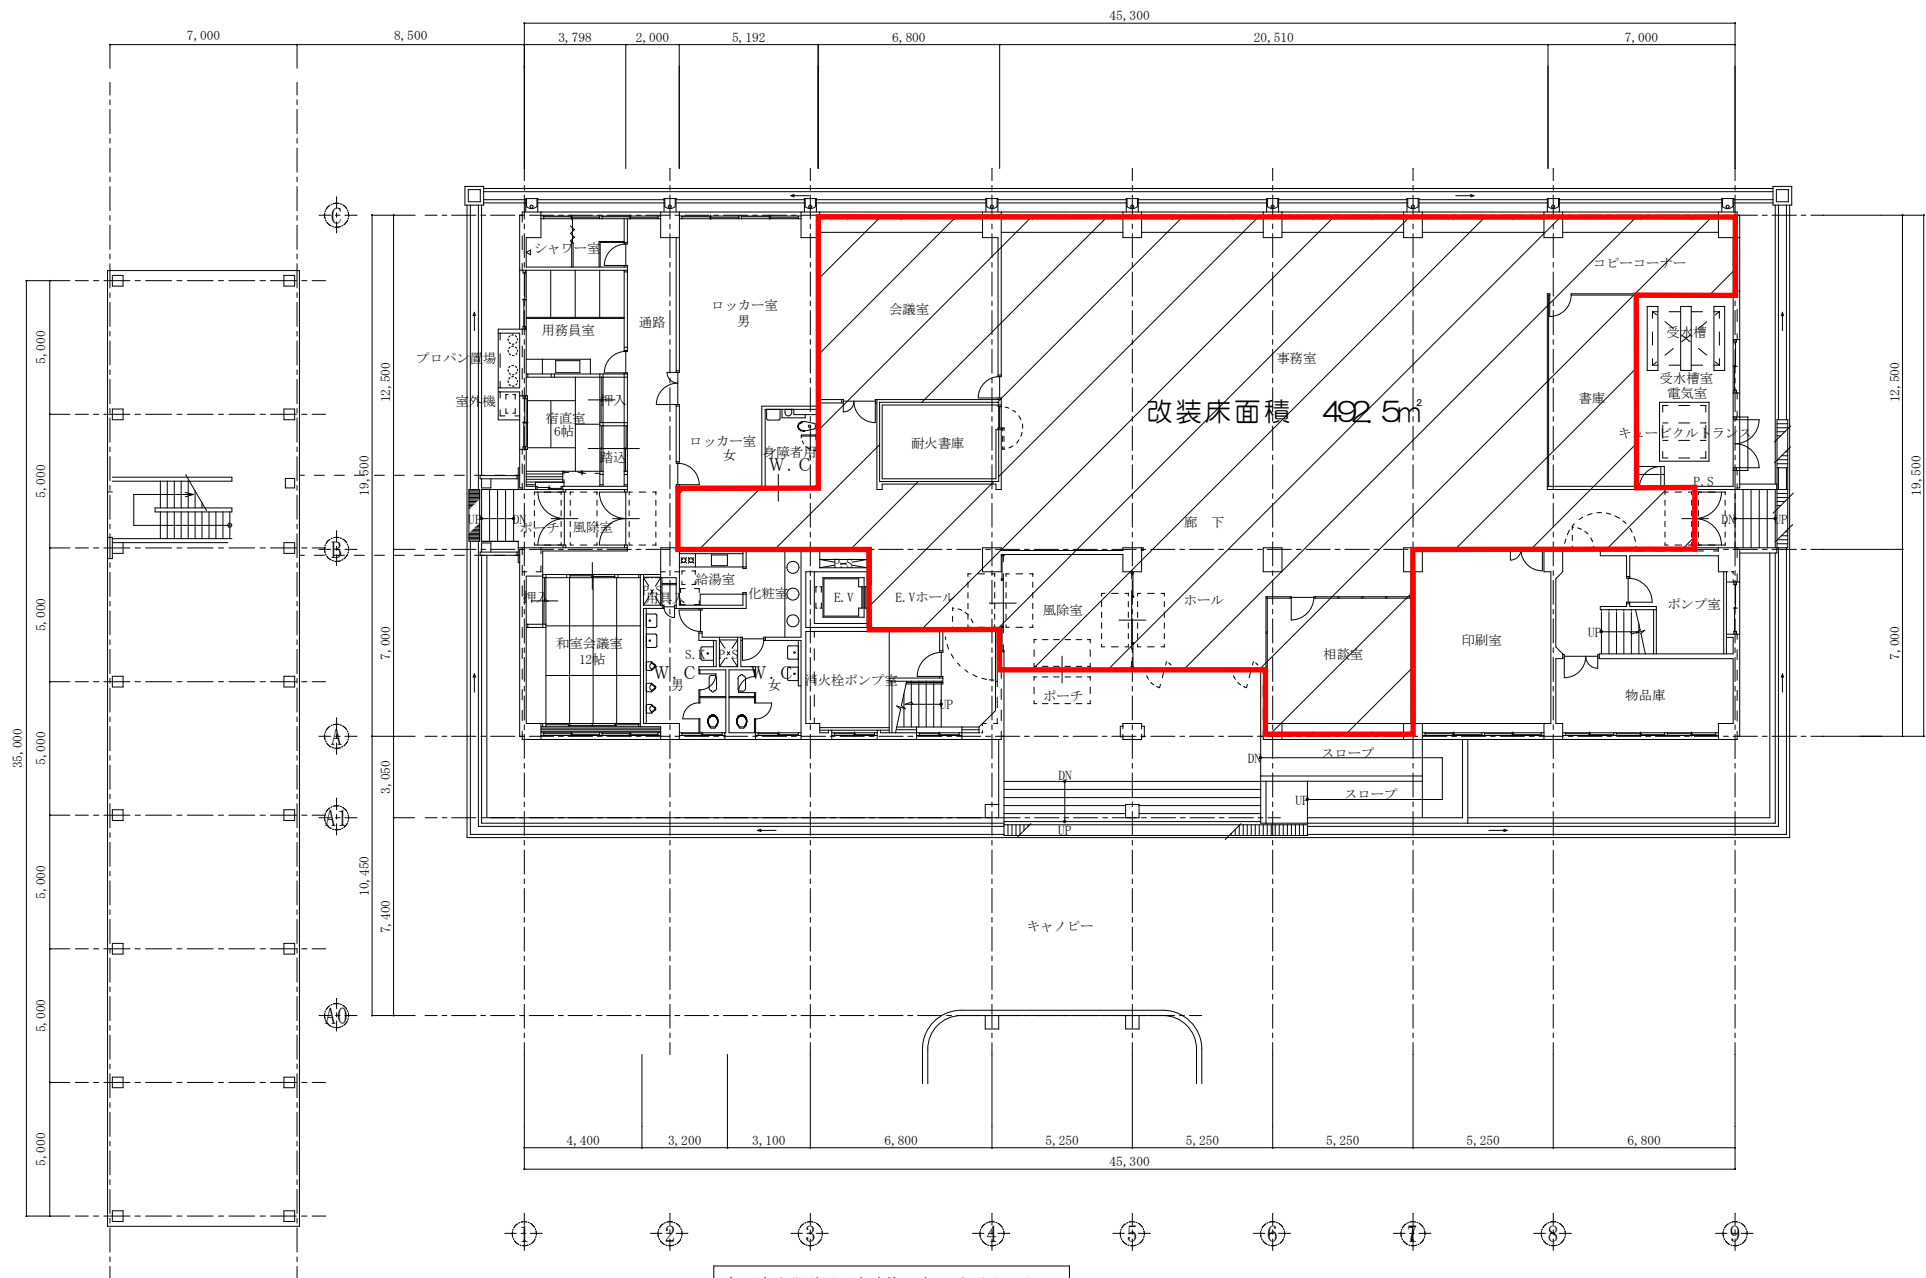 45,300
7,000
8,500
3,798
2,000
5,192
6,800
20,510
7,000
C
シャワー室
コピーコーナー
ロッカー室
男
会議室
通路
用務員室
受水槽
プロパン置場
事務室
5,000
12,500
12,500
受水槽室
電気室
室外機
押入
書庫
宿直室
6帖
改装床面積 492.5㎡
キュービクルトランス
ロッカー室
女
耐火書庫
身障者用
W.C
踏込
19,500
19,500
5,000
P.S
UP
DN
ポーチ
風除室
廊 下
DN
UP
B
P.S
給湯室
化粧室
E.V
E.Vホール
押入
風除室
ホール
ポンプ室
5,000
UP
7,000
7,000
和室会議室
12帖
S.K
P.S
W.C
男
W.C
女
消火栓ポンプ室
UP
相談室
印刷室
ポーチ
物品庫
A
5,000
35,000
3,050
DN
スロープ
DN
スロープ
UP
A1
UP
5,000
10,450
7,400
キャノピー
5,000
A0
5,000
4,400
3,200
3,100
6,800
5,250
5,250
5,250
5,250
6,800
45,300
1
2
3
4
5
6
7
8
9